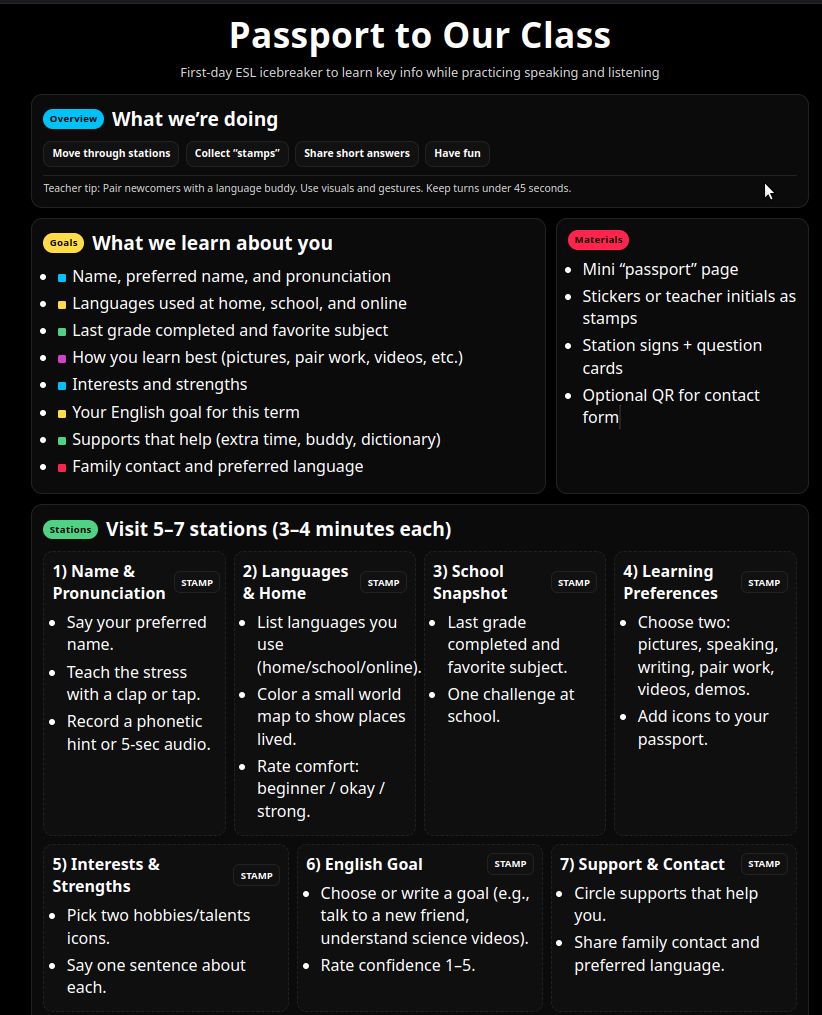 Passport to Our Class
First-day ESL icebreaker to learn key info while practicing speaking and listening
Overview
What we’re doing
Move through stations
Collect “stamps”
Share short answers
Have fun
Teacher tip: Pair newcomers with a language buddy. Use visuals and gestures. Keep turns under 45 seconds.
Goals
What we learn about you
Name, preferred name, and pronunciation
Languages used at home, school, and online
Last grade completed and favorite subject
How you learn best (pictures, pair work, videos, etc.)
Interests and strengths
Your English goal for this term
Supports that help (extra time, buddy, dictionary)
Family contact and preferred language
Materials
Mini “passport” page
Stickers or teacher initials as
stamps
Station signs + question
cards
Optional QR for contact
form
Stations
Visit 5–7 stations (3–4 minutes each)
1) Name &
Pronunciation
STAMP
Say your preferred
name.
Teach the stress
with a clap or tap.
Record a phonetic
hint or 5-sec audio.
2) Languages
& Home
STAMP
List languages you
use
(home/school/online).
Color a small world
map to show places
lived.
Rate comfort:
beginner / okay /
strong.
3) School
Snapshot
STAMP
Last grade
completed and
favorite subject.
One challenge at
school.
4) Learning
Preferences
STAMP
Choose two:
pictures, speaking,
writing, pair work,
videos, demos.
Add icons to your
passport.
5) Interests &
Strengths
STAMP
Pick two hobbies/talents
icons.
Say one sentence about
each.
6) English Goal
STAMP
Choose or write a goal (e.g.,
talk to a new friend,
understand science videos).
Rate confidence 1–5.
7) Support & Contact
STAMP
Circle supports that help
you.
Share family contact and
preferred language.